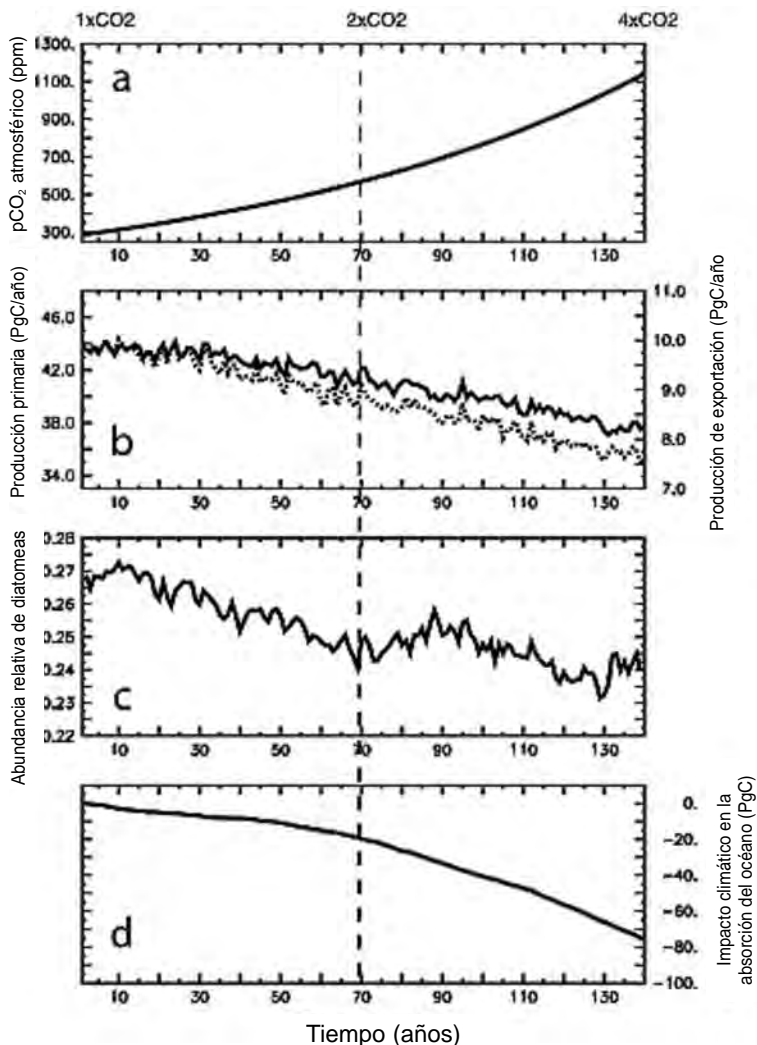 1xCO2 2xCO2 4xCO2
pCO₂ atmosférico (ppm)
1300.
1100.
900.
700.
500.
300.
a
10 30 50 70 90 110 130
Producción primaria (PgC/año)
46.0
42.0
38.0
34.0
b
11.0
10.0
9.0
8.0
7.0
Producción de exportación (PgC/año
10 30 50 70 90 110 130
Abundancia relativa de diatomeas
0.28
0.27
0.26
0.25
0.24
0.23
0.22
c
10 30 50 70 90 110 130
d
0.
−20.
−40.
−60.
−80.
−100.
Impacto climático en la
absorción del océano (PgC)
10 30 50 70 90 110 130
Tiempo (años)